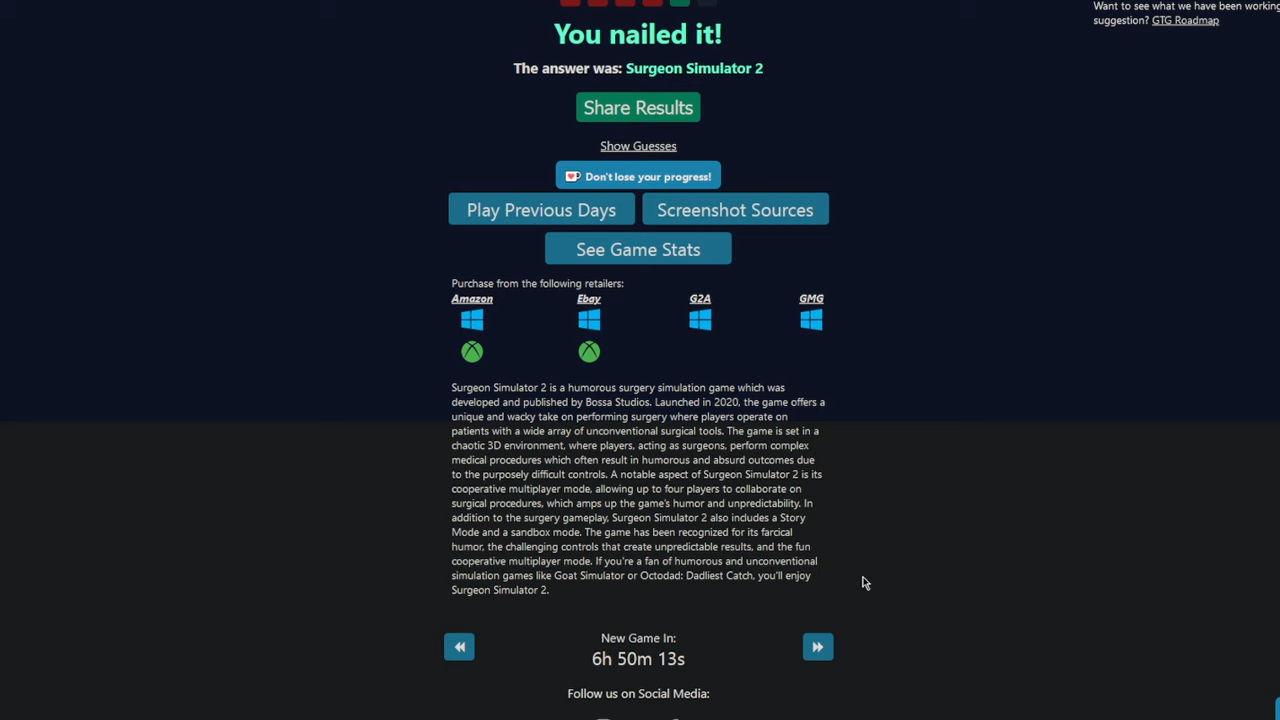 Want to see what we have been working
suggestion? GTG Roadmap
You nailed it!
The answer was: Surgeon Simulator 2
Share Results
Show Guesses
Don't lose your progress!
Play Previous Days
Screenshot Sources
See Game Stats
Purchase from the following retailers:
Amazon Ebay G2A GMG
Surgeon Simulator 2 is a humorous surgery simulation game which was
developed and published by Bossa Studios. Launched in 2020, the game offers a
unique and wacky take on performing surgery where players operate on
patients with a wide array of unconventional surgical tools. The game is set in a
chaotic 3D environment, where players, acting as surgeons, perform complex
medical procedures which often result in humorous and absurd outcomes due
to the purposely difficult controls. A notable aspect of Surgeon Simulator 2 is its
cooperative multiplayer mode, allowing up to four players to collaborate on
surgical procedures, which amps up the game's humor and unpredictability. In
addition to the surgery gameplay, Surgeon Simulator 2 also includes a Story
Mode and a sandbox mode. The game has been recognized for its farcical
humor, the challenging controls that create unpredictable results, and the fun
cooperative multiplayer mode. If you're a fan of humorous and unconventional
simulation games like Goat Simulator or Octodad: Dadliest Catch, you'll enjoy
Surgeon Simulator 2.
New Game In:
6h 50m 13s
Follow us on Social Media: